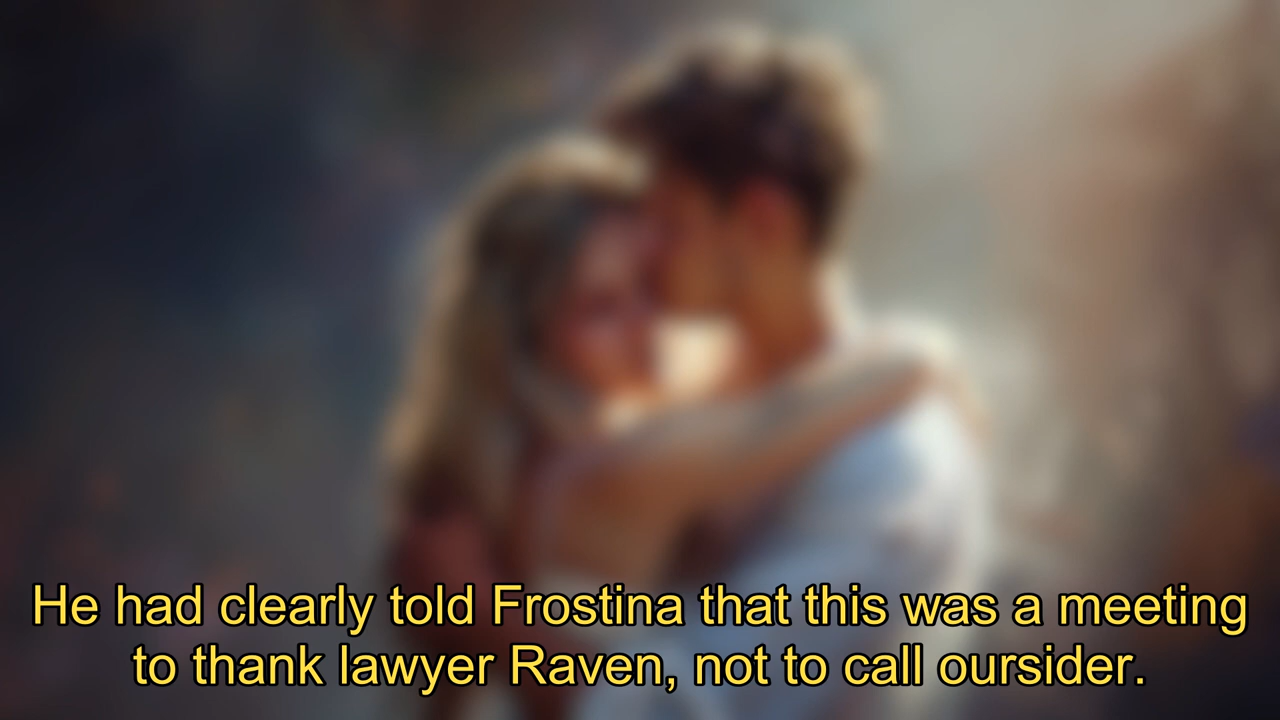 He had clearly told Frostina that this was a meeting
to thank lawyer Raven, not to call oursider.